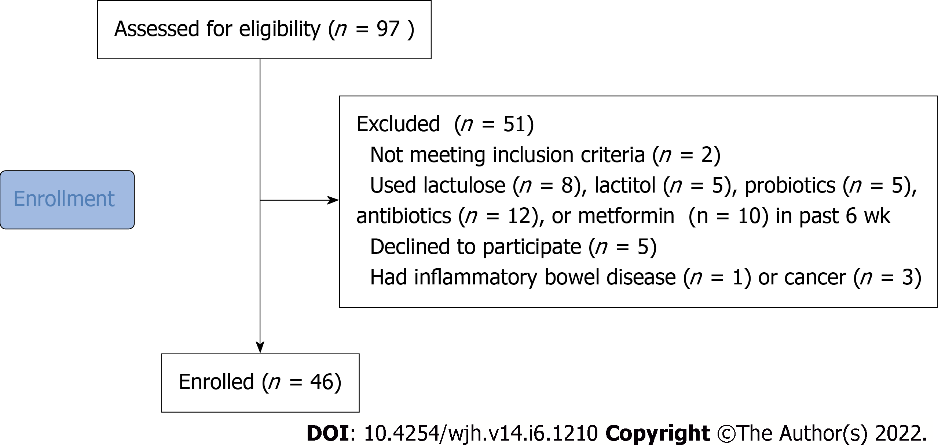 Assessed for eligibility (n = 97 )
Excluded (n = 51)
Not meeting inclusion criteria (n = 2)
Used lactulose (n = 8), lactitol (n = 5), probiotics (n = 5),
antibiotics (n = 12), or metformin (n = 10) in past 6 wk
Declined to participate (n = 5)
Had inflammatory bowel disease (n = 1) or cancer (n = 3)
Enrollment
Enrolled (n = 46)
DOI: 10.4254/wjh.v14.i6.1210 Copyright ©The Author(s) 2022.